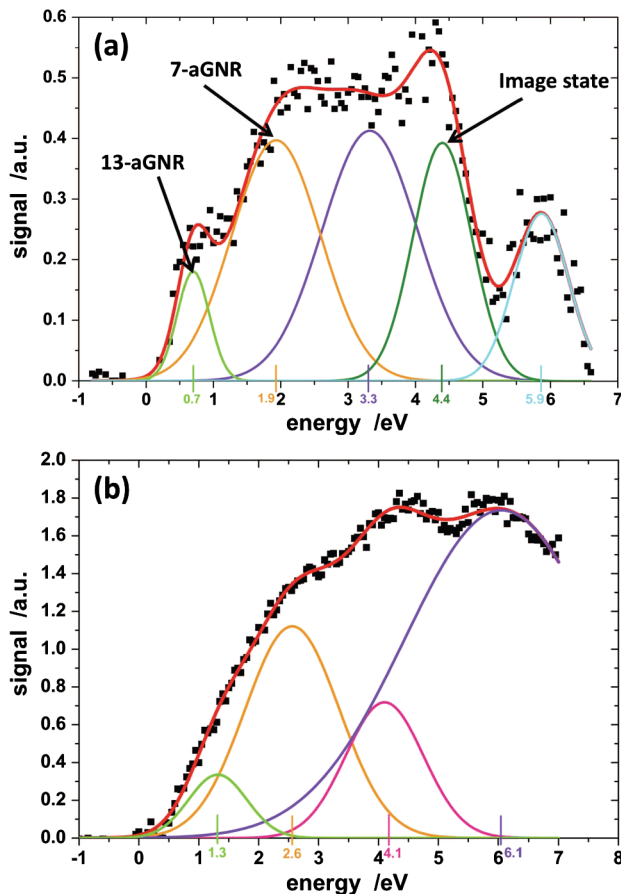 (a)
7-aGNR
Image state
13-aGNR
signal /a.u.
0.6
0.5
0.4
0.3
0.2
0.1
0.0
0.7 1.9 3.3 4.4 5.9
-1 0 1 2 3 4 5 6 7
energy /eV
(b)
signal /a.u.
2.0
1.8
1.6
1.4
1.2
1.0
0.8
0.6
0.4
0.2
0.0
1.3 2.6 4.1 6.1
-1 0 1 2 3 4 5 6 7 8
energy /eV